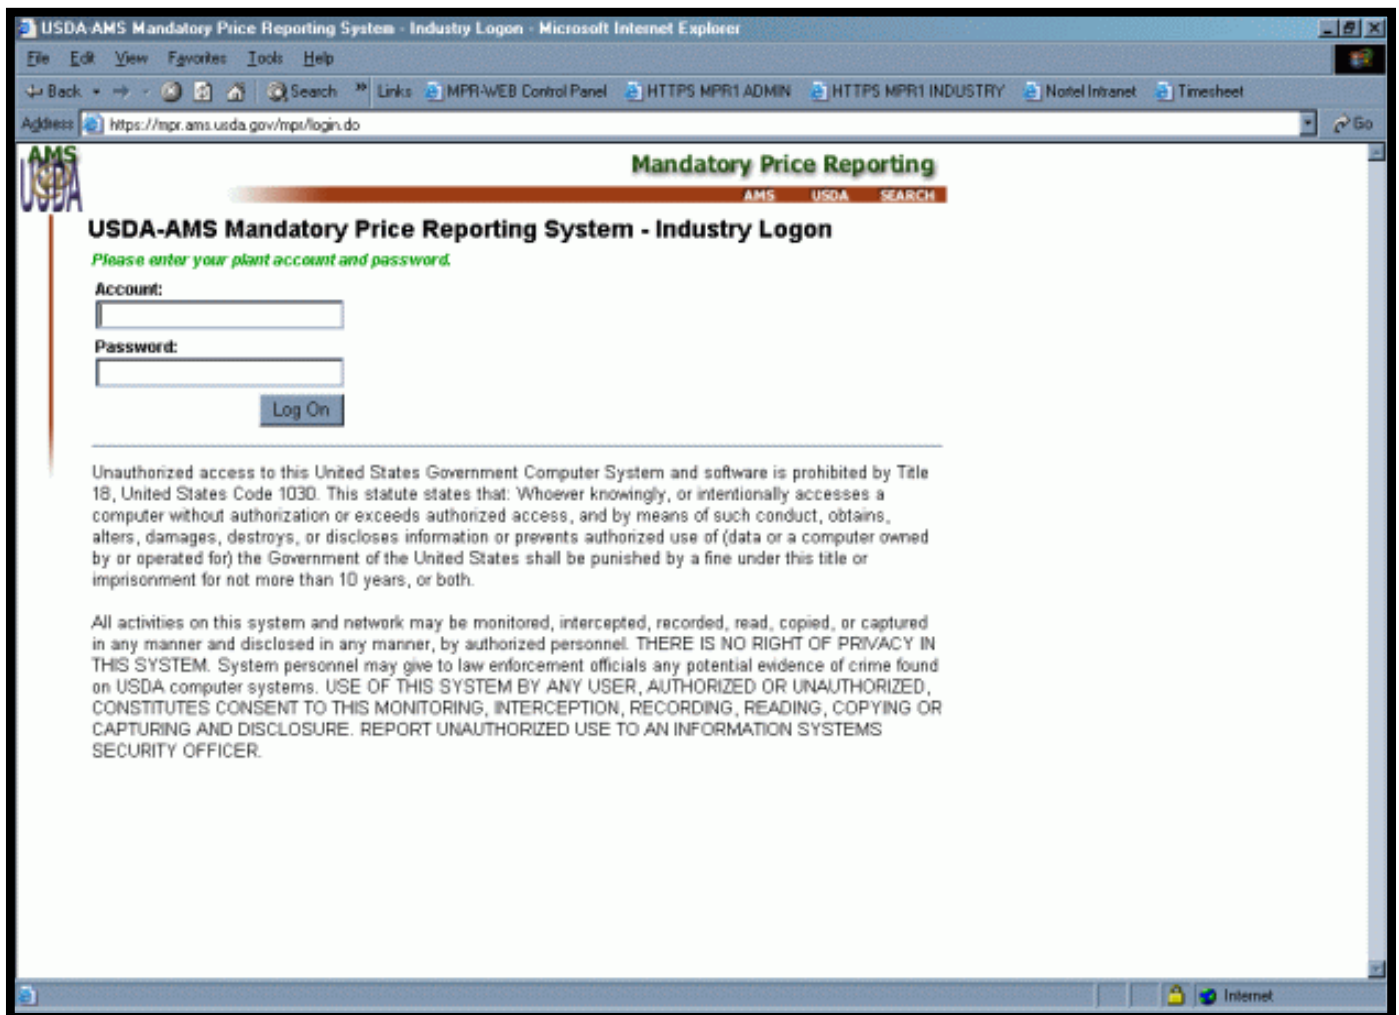 USDA-AMS Mandatory Price Reporting System - Industry Logon - Microsoft Internet Explorer
File Edit View Favorites Tools Help
Back Search » Links MPR-WEB Control Panel HTTPS MPR1 ADMIN HTTPS MPR1 INDUSTRY Nortel Intranet Timesheet
Address https://mpr.ams.usda.gov/mpr/login.do Go
AMS
USDA
Mandatory Price Reporting
AMS USDA SEARCH
USDA-AMS Mandatory Price Reporting System - Industry Logon
Please enter your plant account and password.
Account:
Password:
Log On
Unauthorized access to this United States Government Computer System and software is prohibited by Title
18, United States Code 1030. This statute states that: Whoever knowingly, or intentionally accesses a
computer without authorization or exceeds authorized access, and by means of such conduct, obtains,
alters, damages, destroys, or discloses information or prevents authorized use of (data or a computer owned
by or operated for) the Government of the United States shall be punished by a fine under this title or
imprisonment for not more than 10 years, or both.
All activities on this system and network may be monitored, intercepted, recorded, read, copied, or captured
in any manner and disclosed in any manner, by authorized personnel. THERE IS NO RIGHT OF PRIVACY IN
THIS SYSTEM. System personnel may give to law enforcement officials any potential evidence of crime found
on USDA computer systems. USE OF THIS SYSTEM BY ANY USER, AUTHORIZED OR UNAUTHORIZED,
CONSTITUTES CONSENT TO THIS MONITORING, INTERCEPTION, RECORDING, READING, COPYING OR
CAPTURING AND DISCLOSURE. REPORT UNAUTHORIZED USE TO AN INFORMATION SYSTEMS
SECURITY OFFICER.
Internet